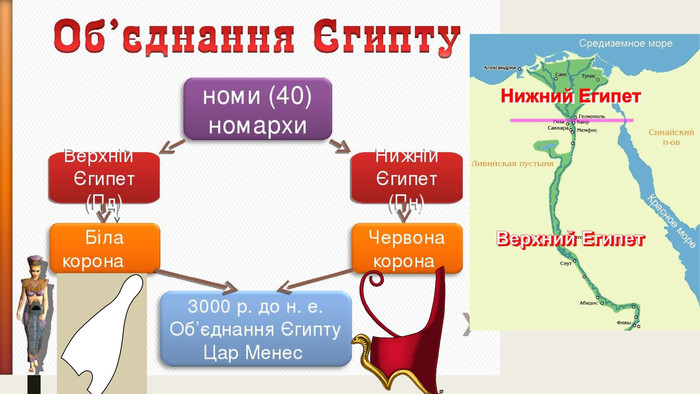 Об’єднання Єгипту
номи (40)
номархи
Верхній
Єгипет
(Пд)
Нижній
Єгипет
(Пн)
Біла
корона
Червона
корона
3000 р. до н. е.
Об’єднання Єгипту
Цар Менес
Средиземное море
Александрия
Саис
Тунис
Нижний Египет
Гелиополь
Гиза
Каир
Саккара
Мемфис
Синайский
п-ов
Ливийская пустыня
Красное море
Верхний Египет
Сиут
Абидос
Фивы